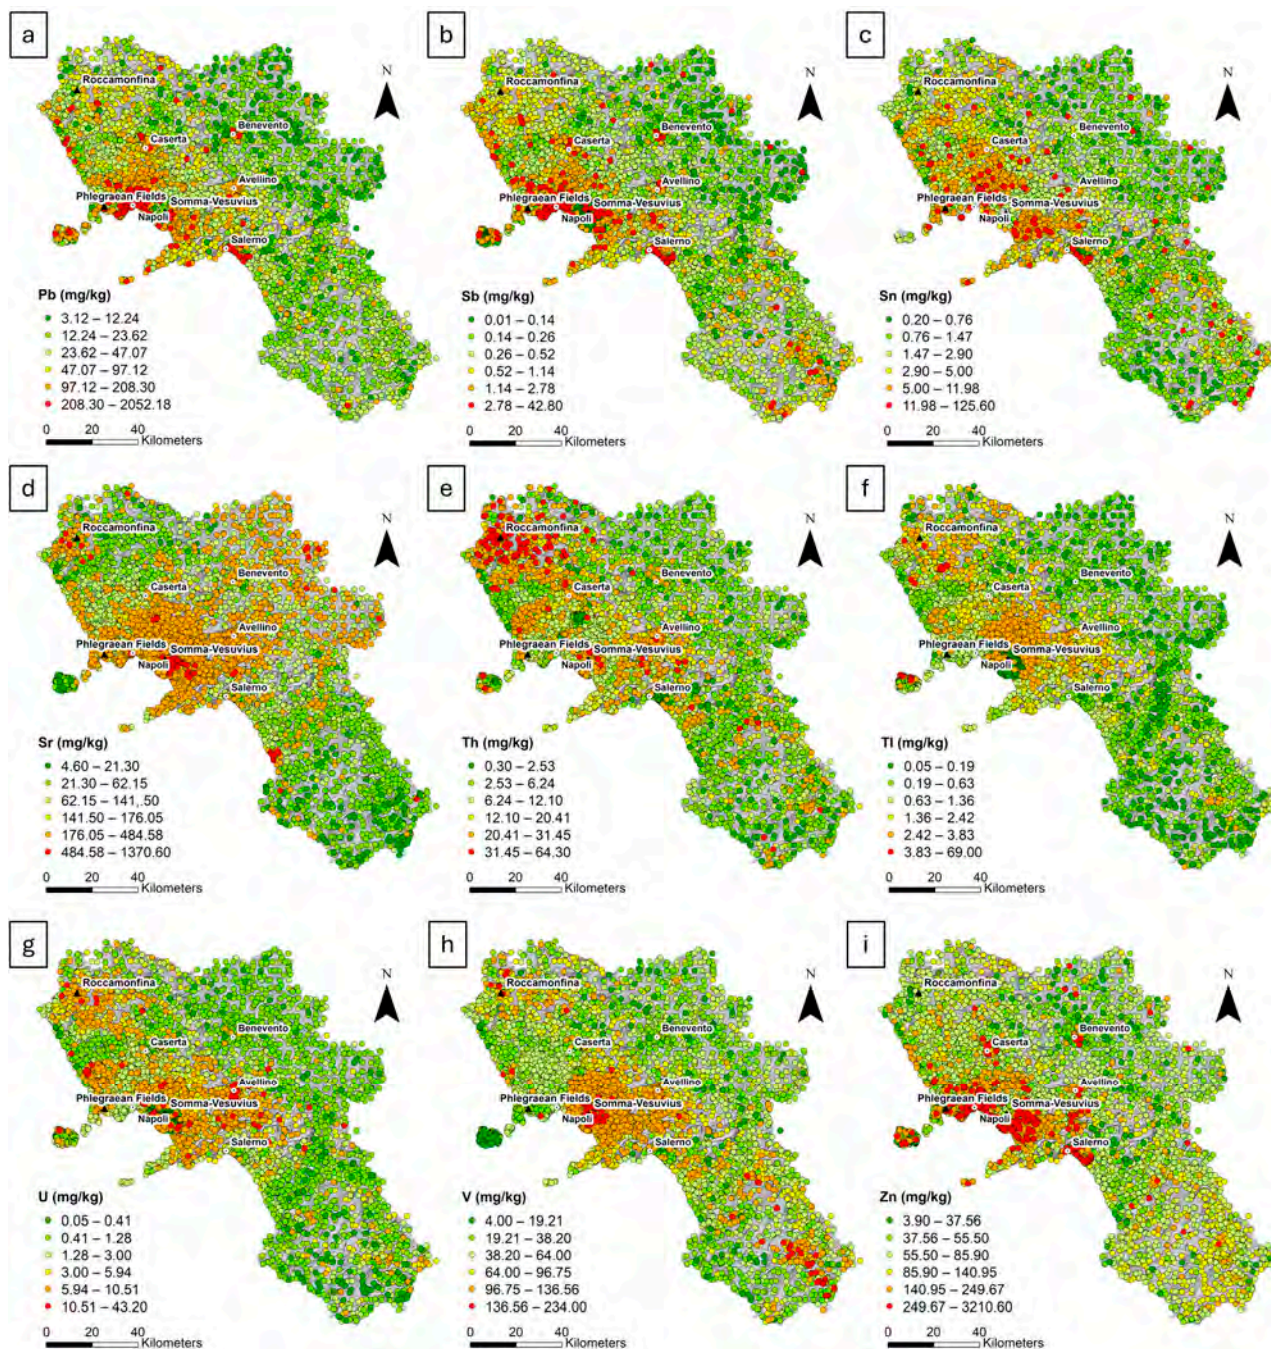 a
N
Roccamonfina
Benevento
Caserta
Avellino
Phlegraean Fields
Somma-Vesuvius
Napoli
Salerno
Pb (mg/kg)
3.12 – 12.24
12.24 – 23.62
23.62 – 47.07
47.07 – 97.12
97.12 – 208.30
208.30 – 2052.18
0 20 40 Kilometers
b
N
Roccamonfina
Benevento
Caserta
Avellino
Phlegraean Fields
Somma-Vesuvius
Napoli
Salerno
Sb (mg/kg)
0.01 – 0.14
0.14 – 0.26
0.26 – 0.52
0.52 – 1.14
1.14 – 2.78
2.78 – 42.80
0 20 40 Kilometers
c
N
Roccamonfina
Benevento
Caserta
Avellino
Phlegraean Fields
Somma-Vesuvius
Napoli
Salerno
Sn (mg/kg)
0.20 – 0.76
0.76 – 1.47
1.47 – 2.90
2.90 – 5.00
5.00 – 11.98
11.98 – 125.60
0 20 40 Kilometers
d
N
Roccamonfina
Benevento
Caserta
Avellino
Phlegraean Fields
Somma-Vesuvius
Napoli
Salerno
Sr (mg/kg)
4.60 – 21.30
21.30 – 62.15
62.15 – 141,.50
141.50 – 176.05
176.05 – 484.58
484.58 – 1370.60
0 20 40 Kilometers
e
N
Roccamonfina
Benevento
Caserta
Avellino
Phlegraean Fields
Somma-Vesuvius
Napoli
Salerno
Th (mg/kg)
0.30 – 2.53
2.53 – 6.24
6.24 – 12.10
12.10 – 20.41
20.41 – 31.45
31.45 – 64.30
0 20 40 Kilometers
f
N
Roccamonfina
Benevento
Caserta
Avellino
Phlegraean Fields
Somma-Vesuvius
Napoli
Salerno
Tl (mg/kg)
0.05 – 0.19
0.19 – 0.63
0.63 – 1.36
1.36 – 2.42
2.42 – 3.83
3.83 – 69.00
0 20 40 Kilometers
g
N
Roccamonfina
Benevento
Caserta
Avellino
Phlegraean Fields
Somma-Vesuvius
Napoli
Salerno
U (mg/kg)
0.05 – 0.41
0.41 – 1.28
1.28 – 3.00
3.00 – 5.94
5.94 – 10.51
10.51 – 43.20
0 20 40 Kilometers
h
N
Roccamonfina
Benevento
Caserta
Avellino
Phlegraean Fields
Somma-Vesuvius
Napoli
Salerno
V (mg/kg)
4.00 – 19.21
19.21 – 38.20
38.20 – 64.00
64.00 – 96.75
96.75 – 136.56
136.56 – 234.00
0 20 40 Kilometers
i
N
Roccamonfina
Benevento
Caserta
Avellino
Phlegraean Fields
Somma-Vesuvius
Napoli
Salerno
Zn (mg/kg)
3.90 – 37.56
37.56 – 55.50
55.50 – 85.90
85.90 – 140.95
140.95 – 249.67
249.67 – 3210.60
0 20 40 Kilometers